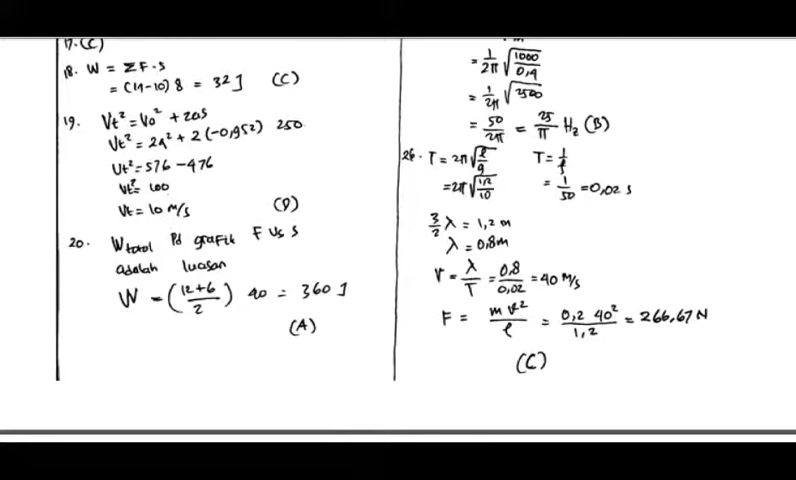 17. (C)
18. W = ΣF·s
= (14-10) 8 = 32 J (C)
19. Vt² = Vo² + 2as
Vt² = 24² + 2 (-0,952) 250
Vt² = 576 - 476
Vt² = 100
Vt = 10 m/s (D)
20. Wtotal Pd grafik F vs s
adalah luasan
W = (12+6/2) 40 = 360 J
(A)
= 1/2π √1000/0,4
= 1/2π √2500
= 50/2π = 25/π Hz (B)
26. T = 2π√l/g T = 1/f
= 2π√1,2/10 = 1/50 = 0,02 s
3/2 λ = 1,2 m
λ = 0,8 m
V = λ/T = 0,8/0,02 = 40 m/s
F = m v²/l = 0,2 40²/1,2 = 266,67 N
(C)